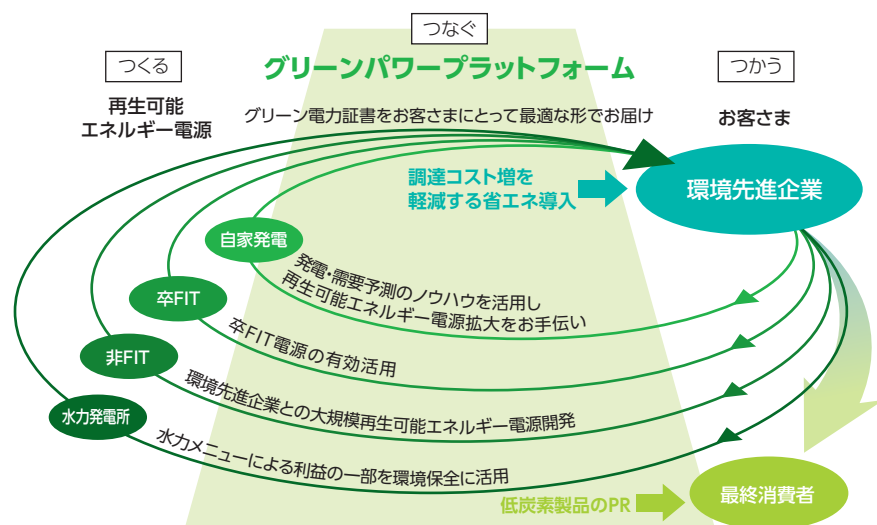 つくる
再生可能
エネルギー電源
つなぐ
グリーンパワープラットフォーム
グリーン電力証書をお客さまにとって最適な形でお届け
つかう
お客さま
調達コスト増を
軽減する省エネ導入
環境先進企業
自家発電
発電・需要予測のノウハウを活用し
再生可能エネルギー電源拡大をお手伝い
卒FIT
卒FIT電源の有効活用
非FIT
環境先進企業との大規模再生可能エネルギー電源開発
水力発電所
水力メニューによる利益の一部を環境保全に活用
低炭素製品のPR
最終消費者